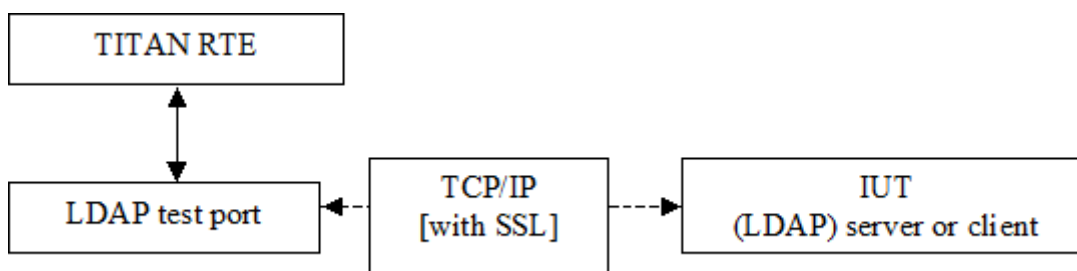 TITAN RTE
LDAP test port
TCP/IP
[with SSL]
IUT
(LDAP) server or client